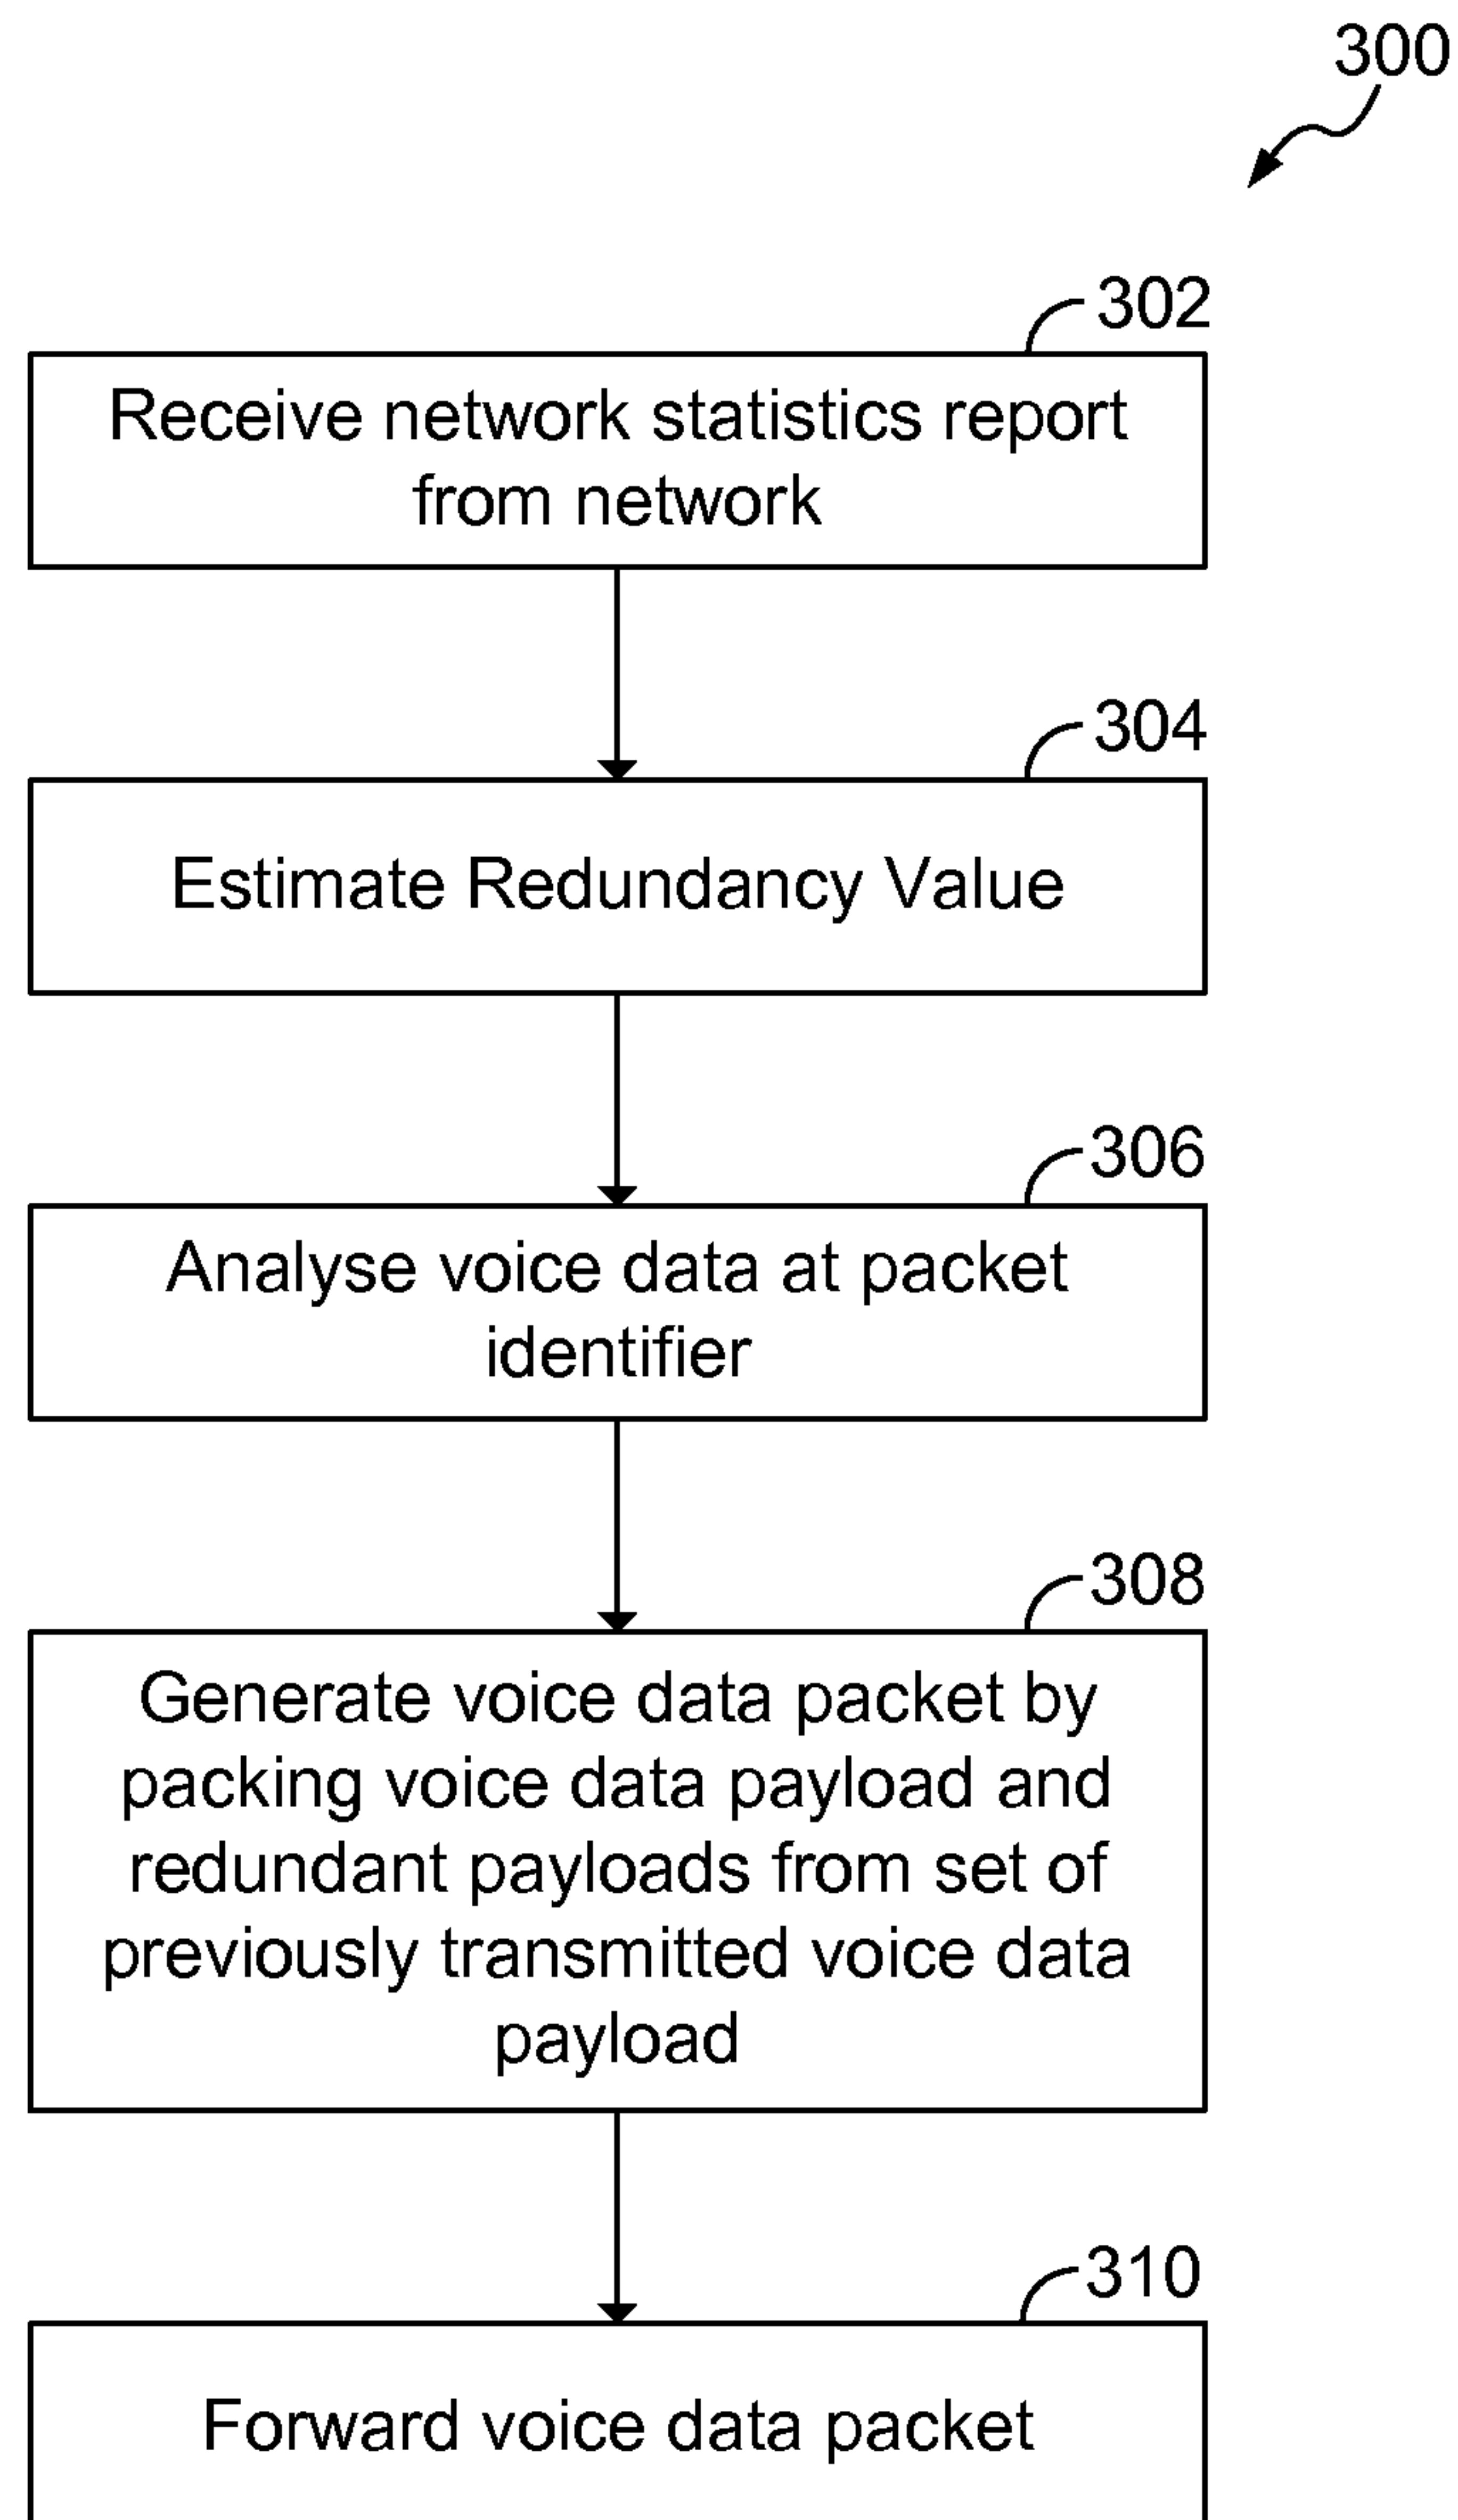 300
302
Receive network statistics report
from network
304
Estimate Redundancy Value
306
Analyse voice data at packet
identifier
308
Generate voice data packet by
packing voice data payload and
redundant payloads from set of
previously transmitted voice data
payload
310
Forward voice data packet